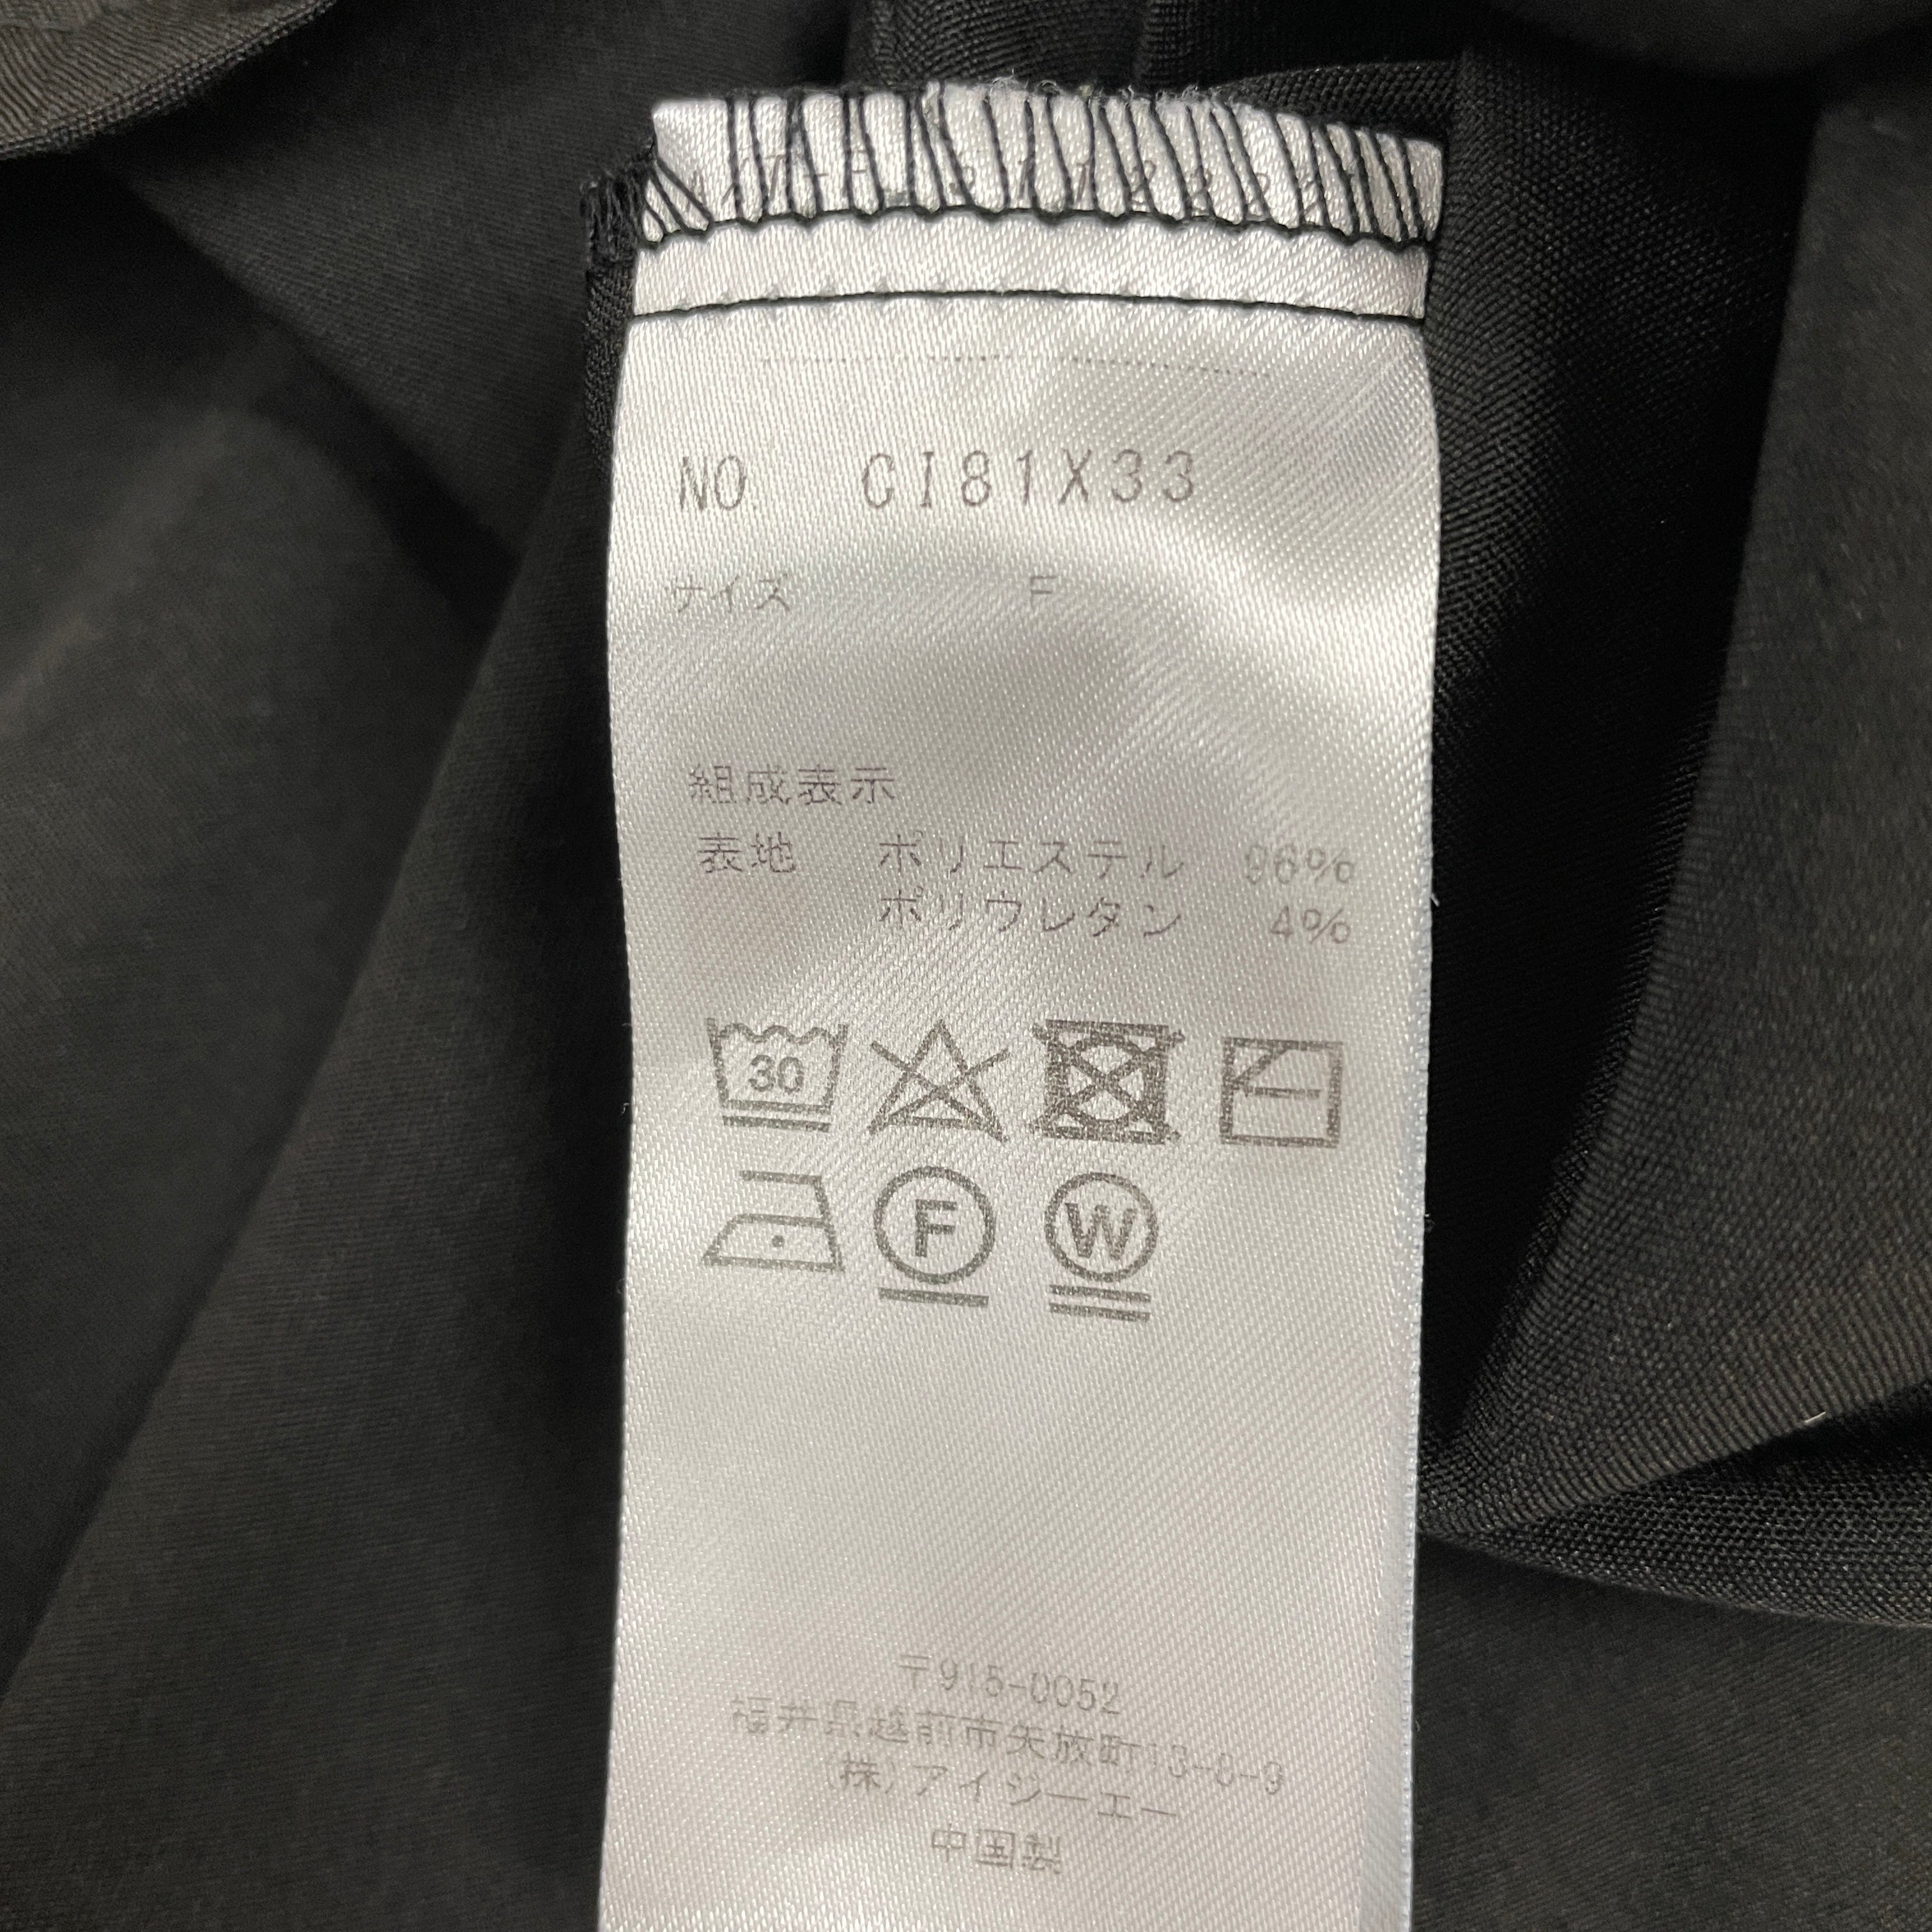 NO. CI81X33
サイズ F
組成表示
表地 ポリエステル 96%
ポリウレタン 4%
30
F W
〒915-0052
福井県越前市矢放町13-8-9
(株)アイジーエー
中国製